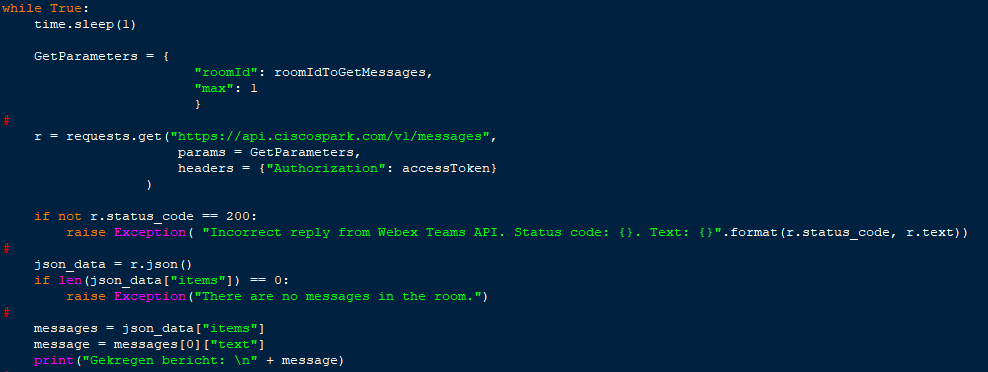 while True:
    time.sleep(1)
    GetParameters = {
                        "roomId": roomIdToGetMessages,
                        "max": 1
                        }
#
    r = requests.get("https://api.ciscospark.com/v1/messages",
                      params = GetParameters,
                      headers = {"Authorization": accessToken}
                  )
    if not r.status_code == 200:
        raise Exception( "Incorrect reply from Webex Teams API. Status code: {}. Text: {}".format(r.status_code, r.text))
#
    json_data = r.json()
    if len(json_data["items"]) == 0:
        raise Exception("There are no messages in the room.")
#
    messages = json_data["items"]
    message = messages[0]["text"]
    print("Gekregen bericht: \n" + message)